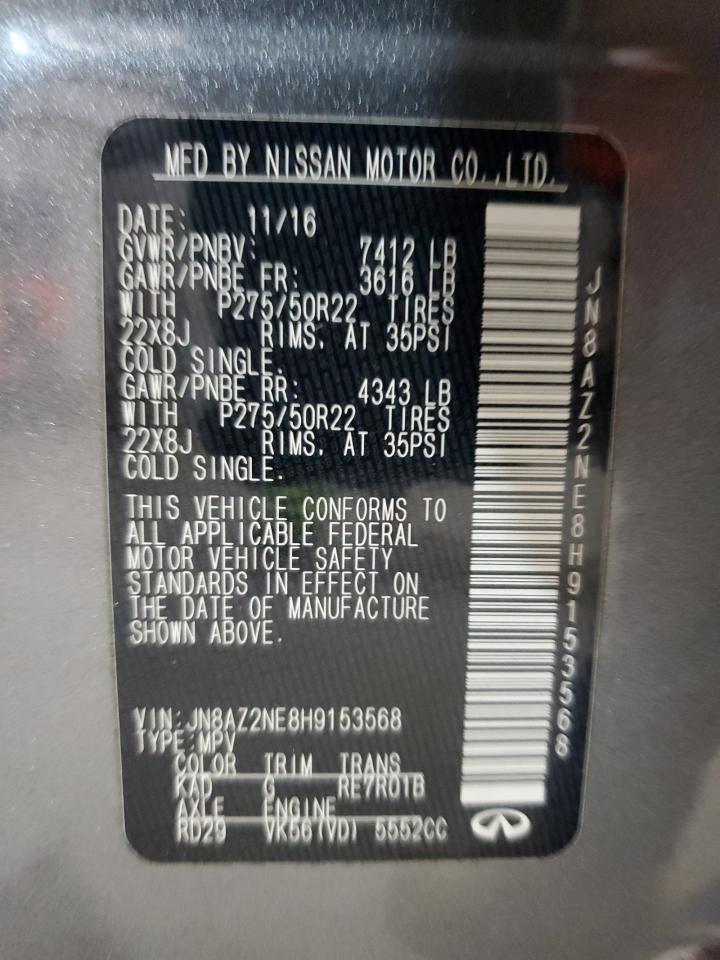 MFD BY NISSAN MOTOR CO.,LTD.
DATE: 11/16
GVWR/PNBV: 7412 LB
GAWR/PNBE FR: 3616 LB
WITH P275/50R22 TIRES
22X8J RIMS. AT 35PSI
COLD SINGLE.
GAWR/PNBE RR: 4343 LB
WITH P275/50R22 TIRES
22X8J RIMS. AT 35PSI
COLD SINGLE.
THIS VEHICLE CONFORMS TO
ALL APPLICABLE FEDERAL
MOTOR VEHICLE SAFETY
STANDARDS IN EFFECT ON
THE DATE OF MANUFACTURE
SHOWN ABOVE.
VIN:JN8AZ2NE8H9153568
TYPE:MPV
COLOR TRIM TRANS
KAD G RE7R01B
AXLE ENGINE
RD29 VK56(VD) 5552CC
JN8AZ2NE8H9153568